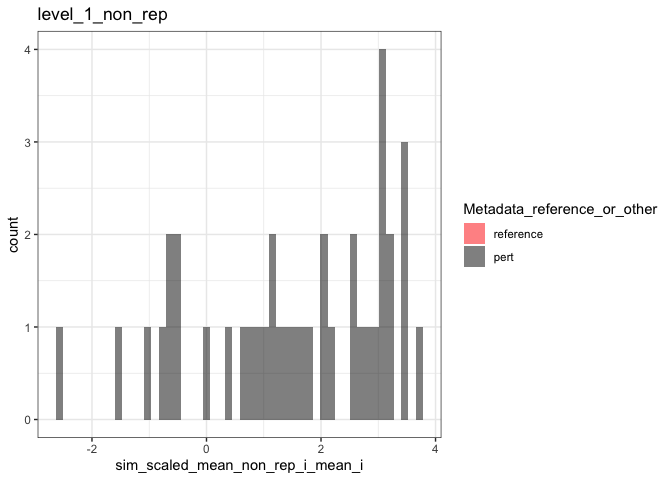 level_1_non_rep
4
3
2
1
0
count
-2
0
2
4
sim_scaled_mean_non_rep_i_mean_i
Metadata_reference_or_other
reference
pert